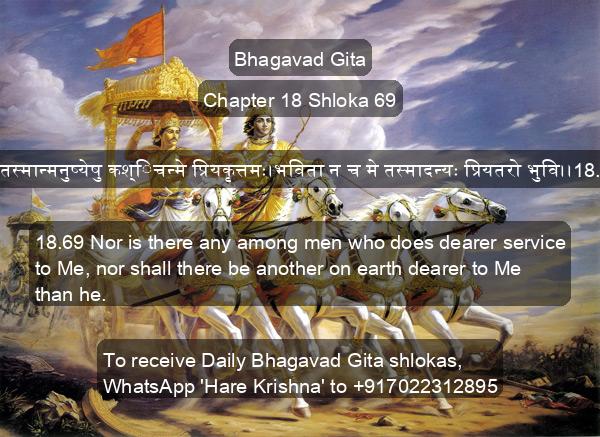 Bhagavad Gita
Chapter 18 Shloka 69
तस्मान्मनुष्येषु कश्िचन्मे प्रियकृत्तमः।भविता न च मे तस्मादन्यः प्रियतरो भुवि।।18.
18.69 Nor is there any among men who does dearer service
to Me, nor shall there be another on earth dearer to Me
than he.
To receive Daily Bhagavad Gita shlokas,
WhatsApp 'Hare Krishna' to +917022312895